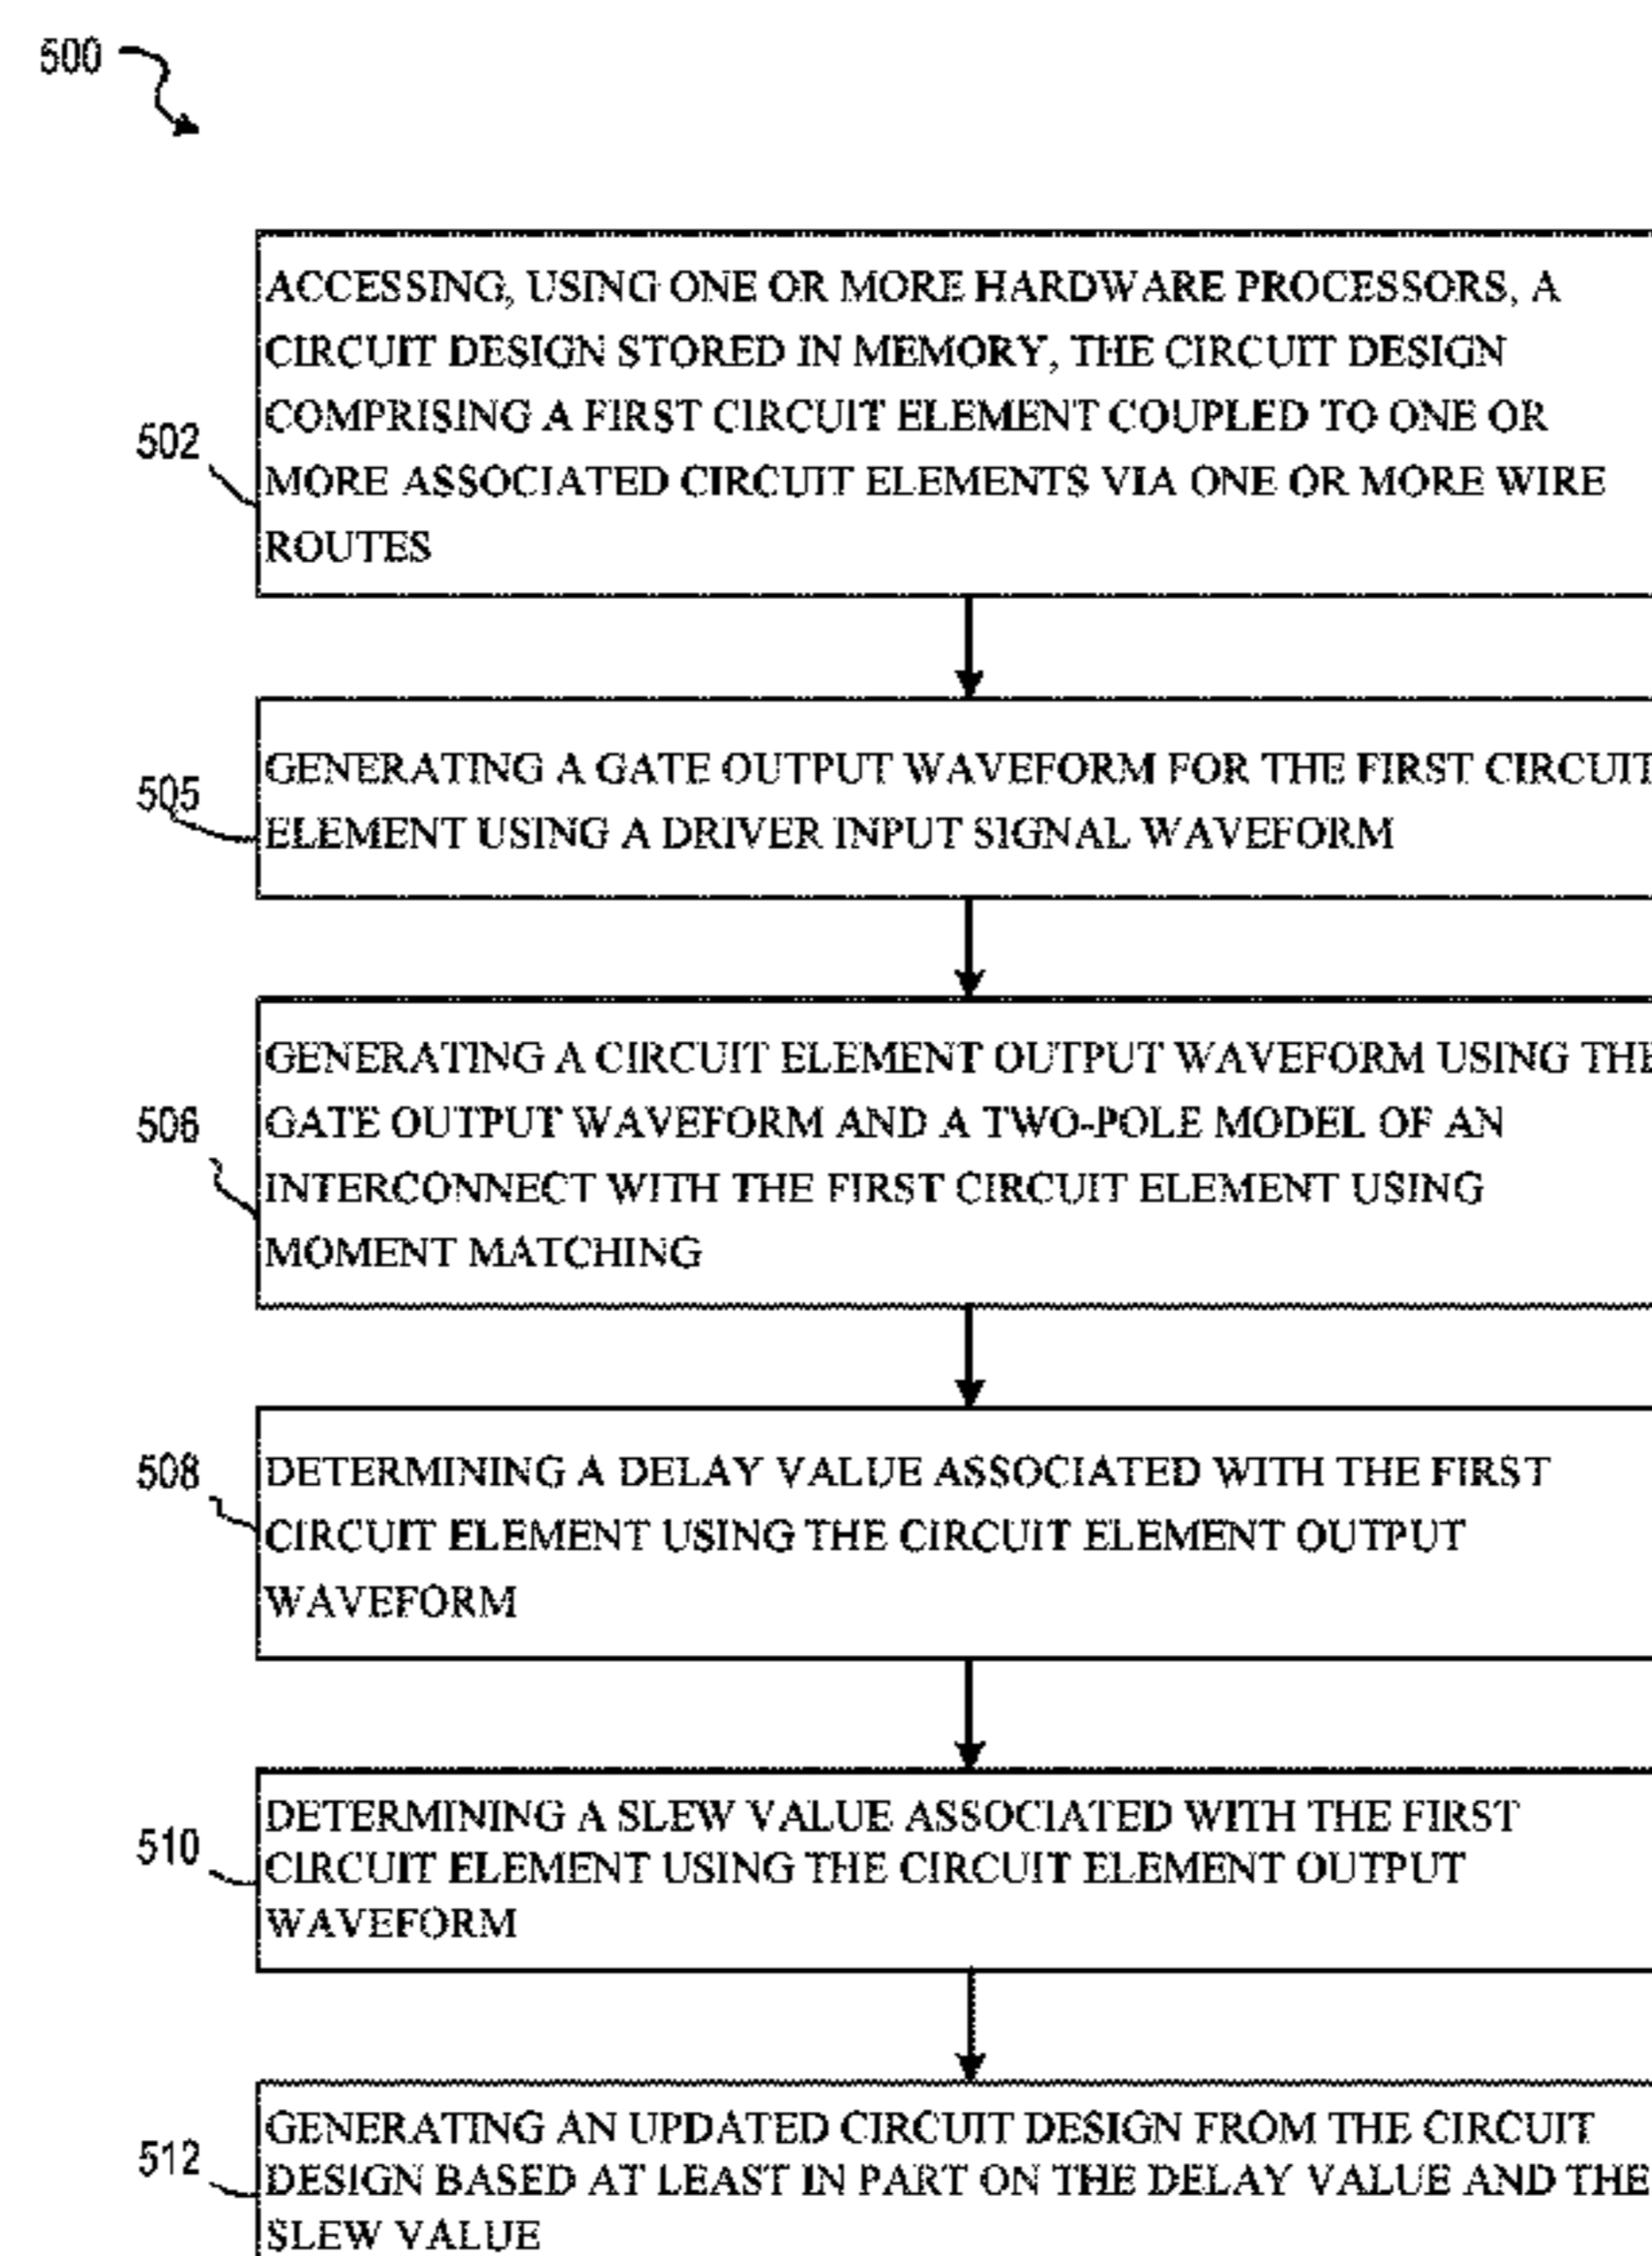 500
ACCESSING, USING ONE OR MORE HARDWARE PROCESSORS, A
CIRCUIT DESIGN STORED IN MEMORY, THE CIRCUIT DESIGN
COMPRISING A FIRST CIRCUIT ELEMENT COUPLED TO ONE OR
502
MORE ASSOCIATED CIRCUIT ELEMENTS VIA ONE OR MORE WIRE
ROUTES
GENERATING A GATE OUTPUT WAVEFORM FOR THE FIRST CIRCUIT
505
ELEMENT USING A DRIVER INPUT SIGNAL WAVEFORM
GENERATING A CIRCUIT ELEMENT OUTPUT WAVEFORM USING THE
506
GATE OUTPUT WAVEFORM AND A TWO-POLE MODEL OF AN
INTERCONNECT WITH THE FIRST CIRCUIT ELEMENT USING
MOMENT MATCHING
508
DETERMINING A DELAY VALUE ASSOCIATED WITH THE FIRST
CIRCUIT ELEMENT USING THE CIRCUIT ELEMENT OUTPUT
WAVEFORM
DETERMINING A SLEW VALUE ASSOCIATED WITH THE FIRST
510
CIRCUIT ELEMENT USING THE CIRCUIT ELEMENT OUTPUT
WAVEFORM
GENERATING AN UPDATED CIRCUIT DESIGN FROM THE CIRCUIT
512
DESIGN BASED AT LEAST IN PART ON THE DELAY VALUE AND THE
SLEW VALUE